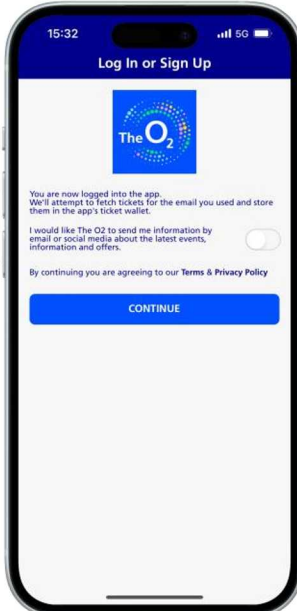 15:32
5G
Log In or Sign Up
The O2
You are now logged into the app.
We'll attempt to fetch tickets for the email you used and store
them in the app's ticket wallet.
I would like The O2 to send me information by
email or social media about the latest events,
information and offers.
By continuing you are agreeing to our Terms & Privacy Policy
CONTINUE